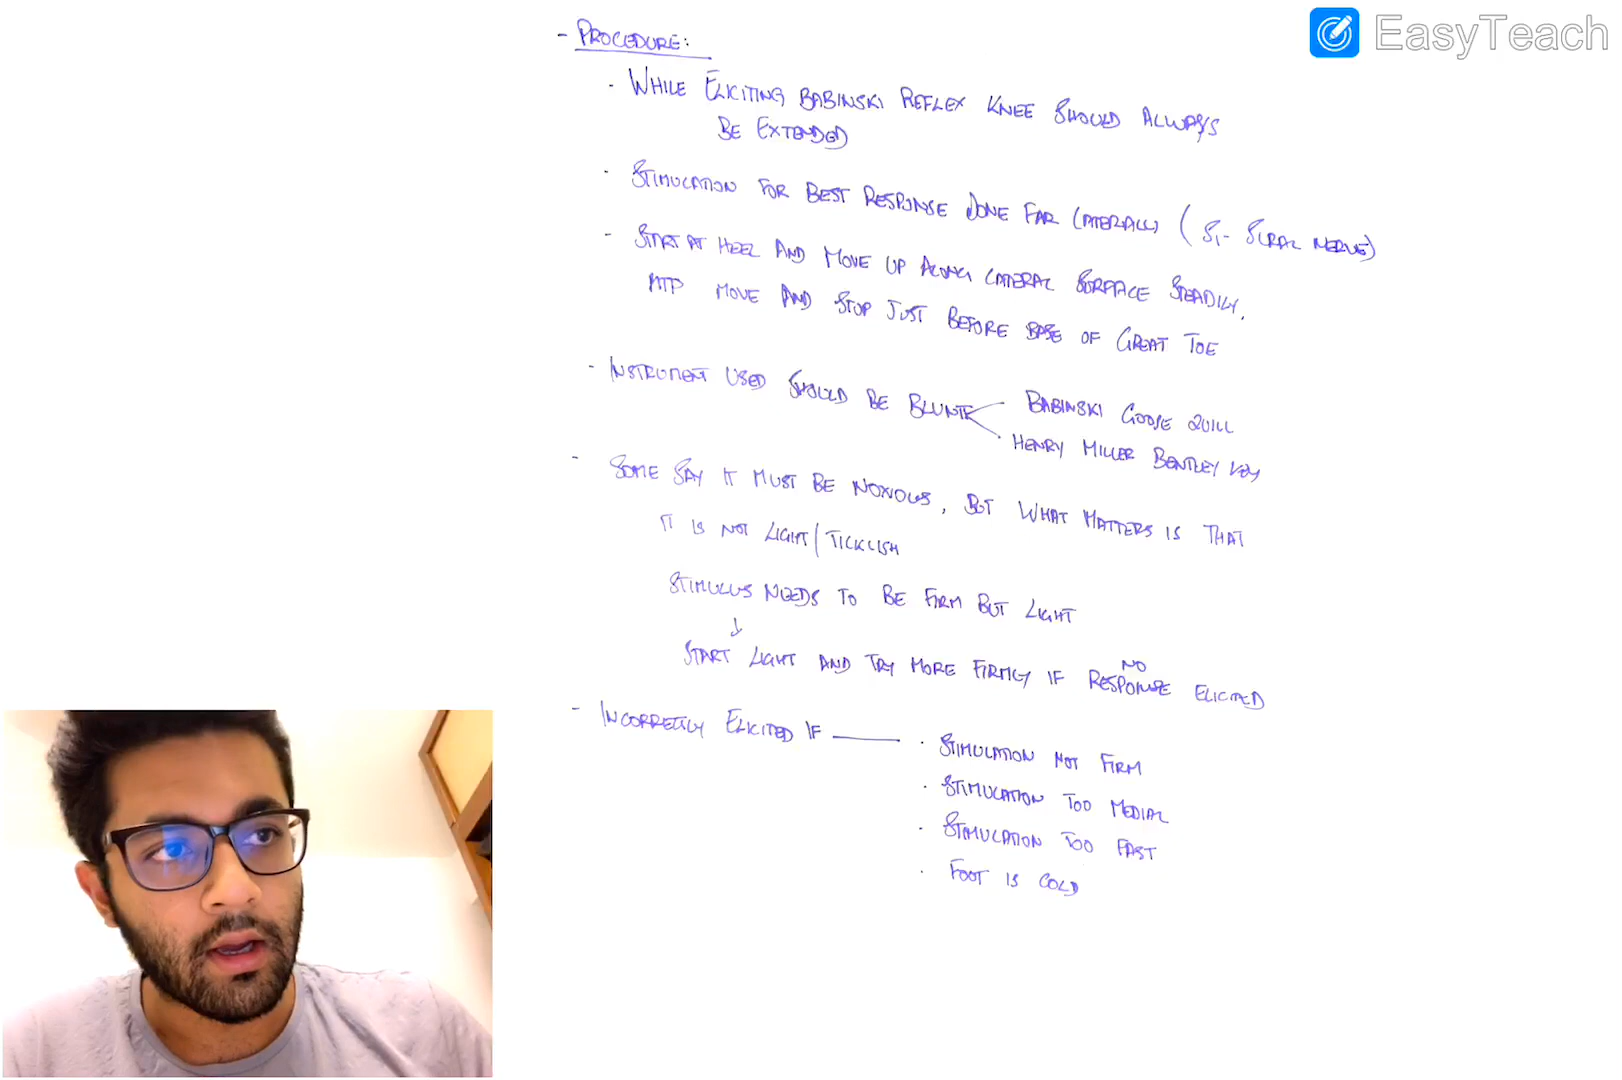 EasyTeach
- PROCEDURE:
· WHILE ELICITING BABINSKI REFLEX KNEE SHOULD ALWAYS
BE EXTENDED
· STIMULATION FOR BEST RESPONSE DONE FAR LATERALLY (S1- SURAL NERVE)
- START AT HEEL AND MOVE UP ALONG LATERAL SURFACE STEADILY.
MTP MOVE AND STOP JUST BEFORE BASE OF GREAT TOE
- INSTRUMENT USED SHOULD BE BLUNT
BABINSKI GOOSE QUILL
HENRY MILLER BENTLEY KEY
- SOME SAY IT MUST BE NOXIOUS, BUT WHAT MATTERS IS THAT
IT IS NOT LIGHT/TICKLISH
STIMULUS NEEDS TO BE FIRM BUT LIGHT
↓
START LIGHT AND TRY MORE FIRMLY IF NO RESPONSE ELICITED
- INCORRECTLY ELICITED IF
· STIMULATION NOT FIRM
· STIMULATION TOO MEDIAL
· STIMULATION TOO FAST
· FOOT IS COLD